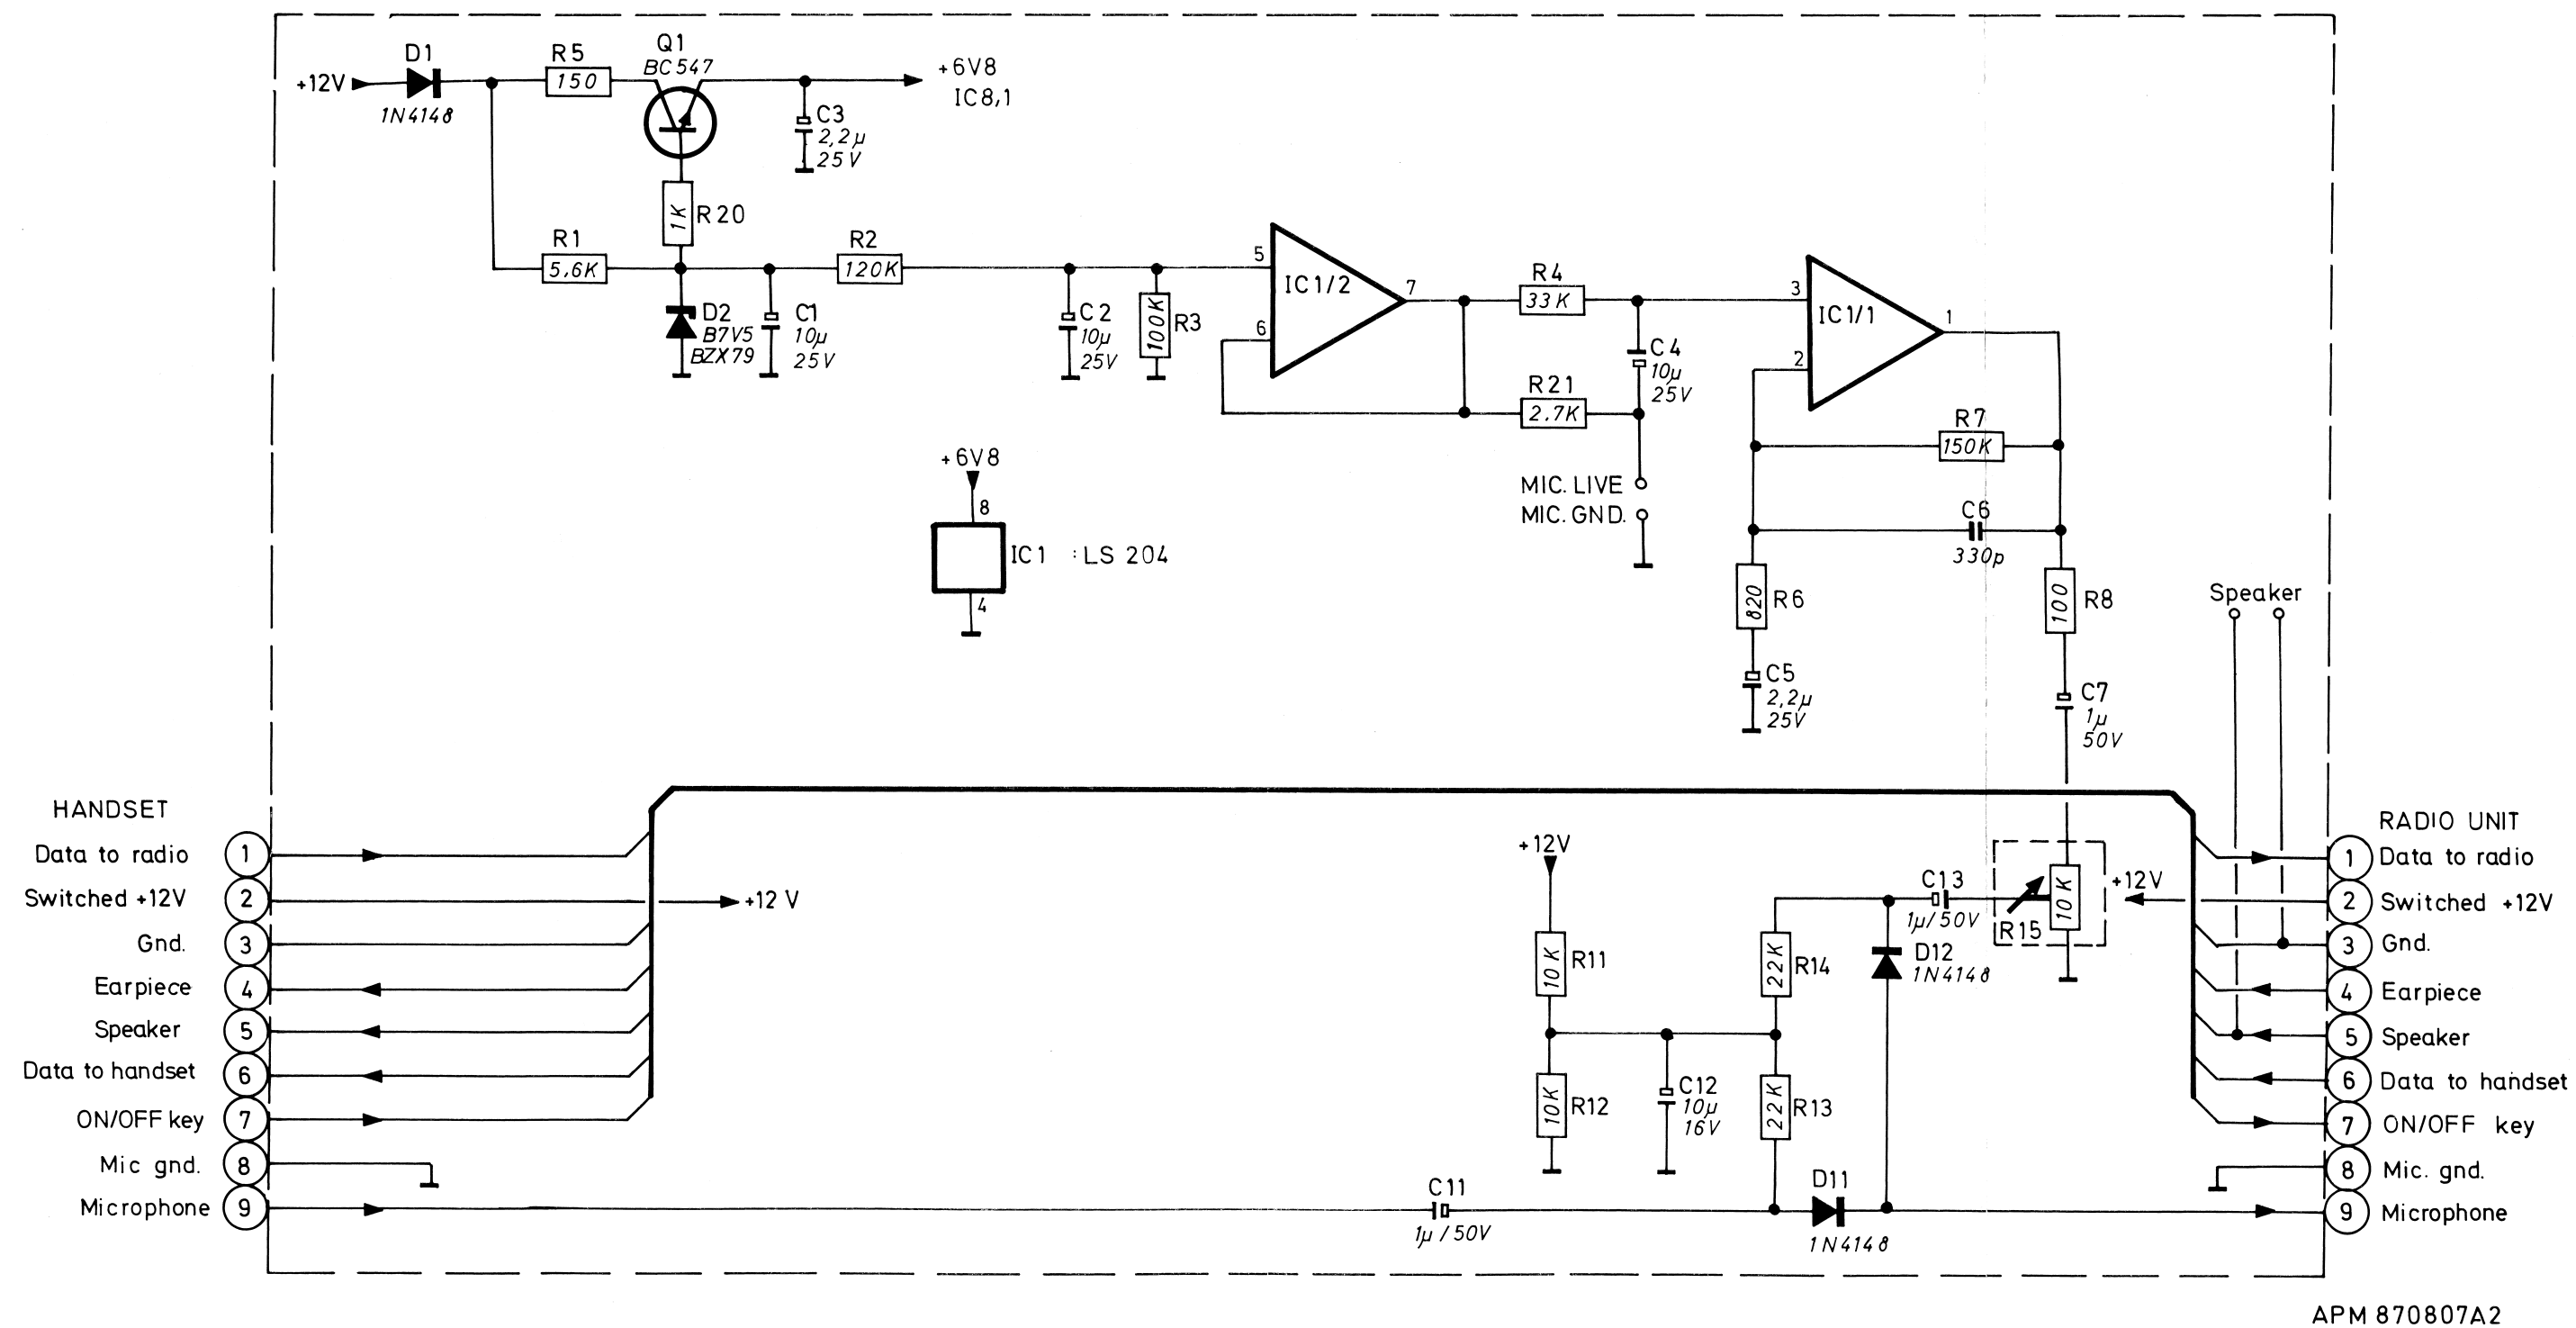 D1
+12V
1N4148
R5
150
Q1
BC547
+6V8
IC8,1
C3
2,2µ
25V
1K
R20
R1
5,6K
R2
120K
D2
B7V5
BZX79
C1
10µ
25V
C2
10µ
25V
100K
R3
5
6
IC1/2
7
R4
33K
C4
10µ
25V
R21
2.7K
MIC. LIVE
MIC. GND.
3
2
IC1/1
1
R7
150K
C6
330p
820
R6
100
R8
C5
2,2µ
25V
C7
1µ
50V
+6V8
8
IC1 : LS 204
4
Speaker
HANDSET
Data to radio 1
Switched +12V 2
+12 V
Gnd. 3
Earpiece 4
Speaker 5
Data to handset 6
ON/OFF key 7
Mic gnd. 8
Microphone 9
+12V
10K
R11
10K
R12
C12
10µ
16V
22K
R14
22K
R13
C13
1µ/50V
D12
1N4148
R15
10K
+12V
C11
1µ/50V
D11
1N4148
RADIO UNIT
1 Data to radio
2 Switched +12V
3 Gnd.
4 Earpiece
5 Speaker
6 Data to handset
7 ON/OFF key
8 Mic. gnd.
9 Microphone
APM 870807A2